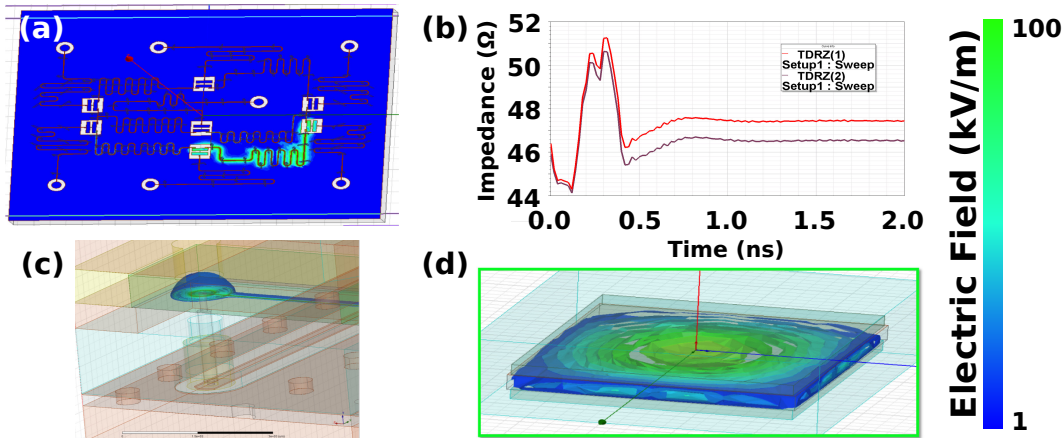 (a)
(b)
Impedance (Ω)
52
50
48
46
44
TDRZ(1)
Setup1 : Sweep
TDRZ(2)
Setup1 : Sweep
0.0
0.5
1.0
1.5
2.0
Time (ns)
(c)
(d)
Electric Field (kV/m)
100
1